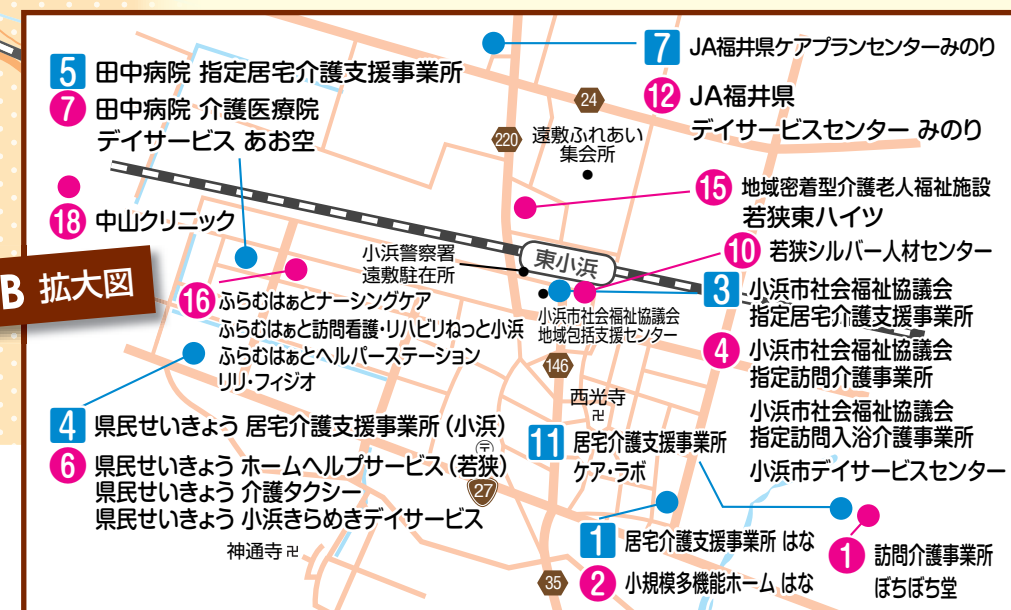 5 田中病院 指定居宅介護支援事業所
7 田中病院 介護医療院
デイサービス あお空
7 JA福井県ケアプランセンターみのり
12 JA福井県
デイサービスセンター みのり
24
220
遠敷ふれあい
集会所
15 地域密着型介護老人福祉施設
若狭東ハイツ
18 中山クリニック
小浜警察署
遠敷駐在所
東小浜
10 若狭シルバー人材センター
B 拡大図
16 ふらむはぁとナーシングケア
ふらむはぁと訪問看護・リハビリねっと小浜
ふらむはぁとヘルパーステーション
リリ・フィジオ
小浜市社会福祉協議会
地域包括支援センター
3 小浜市社会福祉協議会
指定居宅介護支援事業所
4 小浜市社会福祉協議会
指定訪問介護事業所
小浜市社会福祉協議会
指定訪問入浴介護事業所
小浜市デイサービスセンター
146
西光寺
卍
4 県民せいきょう 居宅介護支援事業所(小浜)
〒
6 県民せいきょう ホームヘルプサービス(若狭)
県民せいきょう 介護タクシー
県民せいきょう 小浜きらめきデイサービス
27
11 居宅介護支援事業所
ケア・ラボ
神通寺卍
1 居宅介護支援事業所 はな
2 小規模多機能ホーム はな
35
1 訪問介護事業所
ぼちぼち堂